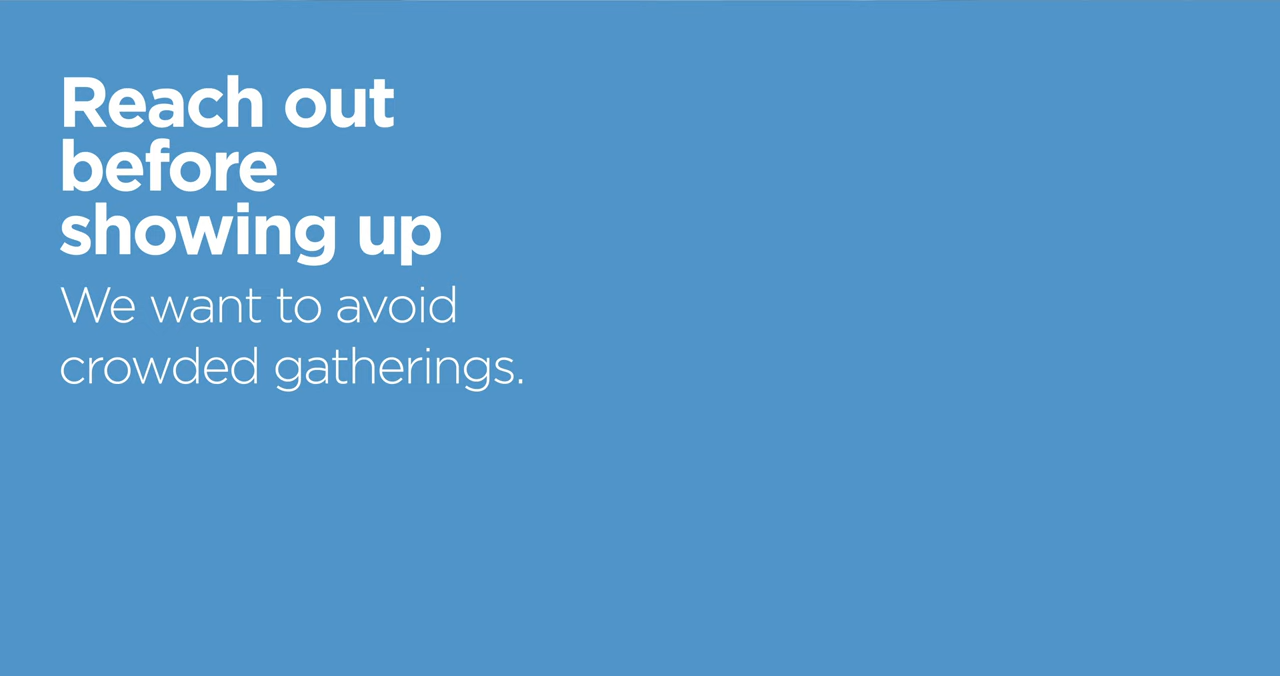 Reach out
before
showing up
We want to avoid
crowded gatherings.